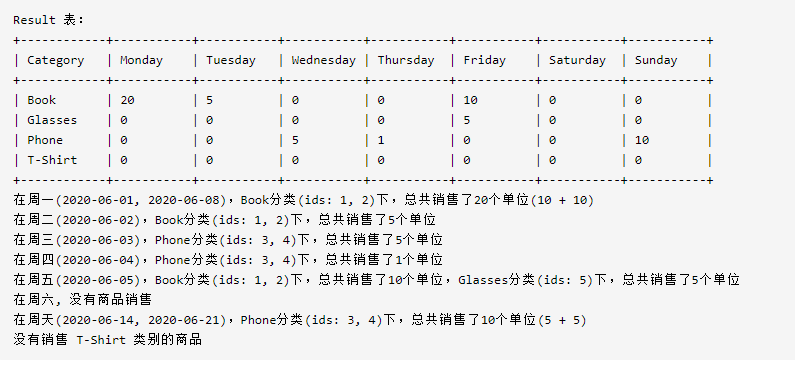 Result 表：
+------------+----------+-----------+-----------+----------+-----------+----------+-----------+
| Category   | Monday   | Tuesday   | Wednesday | Thursday | Friday    | Saturday | Sunday    |
+------------+----------+-----------+-----------+----------+-----------+----------+-----------+
| Book       | 20       | 5         | 0         | 0        | 10        | 0        | 0         |
| Glasses    | 0        | 0         | 0         | 0        | 5         | 0        | 0         |
| Phone      | 0        | 0         | 5         | 1        | 0         | 0        | 10        |
| T-Shirt    | 0        | 0         | 0         | 0        | 0         | 0        | 0         |
+------------+----------+-----------+-----------+----------+-----------+----------+-----------+
在周一(2020-06-01, 2020-06-08)，Book分类(ids: 1, 2)下，总共销售了20个单位(10 + 10)
在周二(2020-06-02)，Book分类(ids: 1, 2)下，总共销售了5个单位
在周三(2020-06-03)，Phone分类(ids: 3, 4)下，总共销售了5个单位
在周四(2020-06-04)，Phone分类(ids: 3, 4)下，总共销售了1个单位
在周五(2020-06-05)，Book分类(ids: 1, 2)下，总共销售了10个单位，Glasses分类(ids: 5)下，总共销售了5个单位
在周六, 没有商品销售
在周天(2020-06-14, 2020-06-21)，Phone分类(ids: 3, 4)下，总共销售了10个单位(5 + 5)
没有销售 T-Shirt 类别的商品